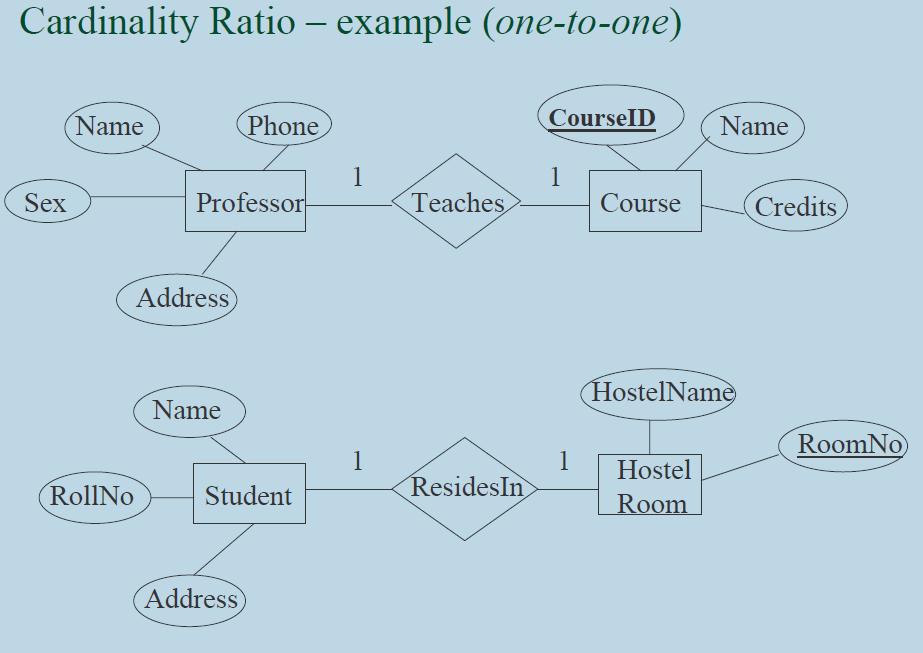 Cardinality Ratio – example (one-to-one)
Name
Phone
CourseID
Name
Sex
Professor
1
Teaches
1
Course
Credits
Address
Name
HostelName
RoomNo
RollNo
Student
1
ResidesIn
1
Hostel
Room
Address